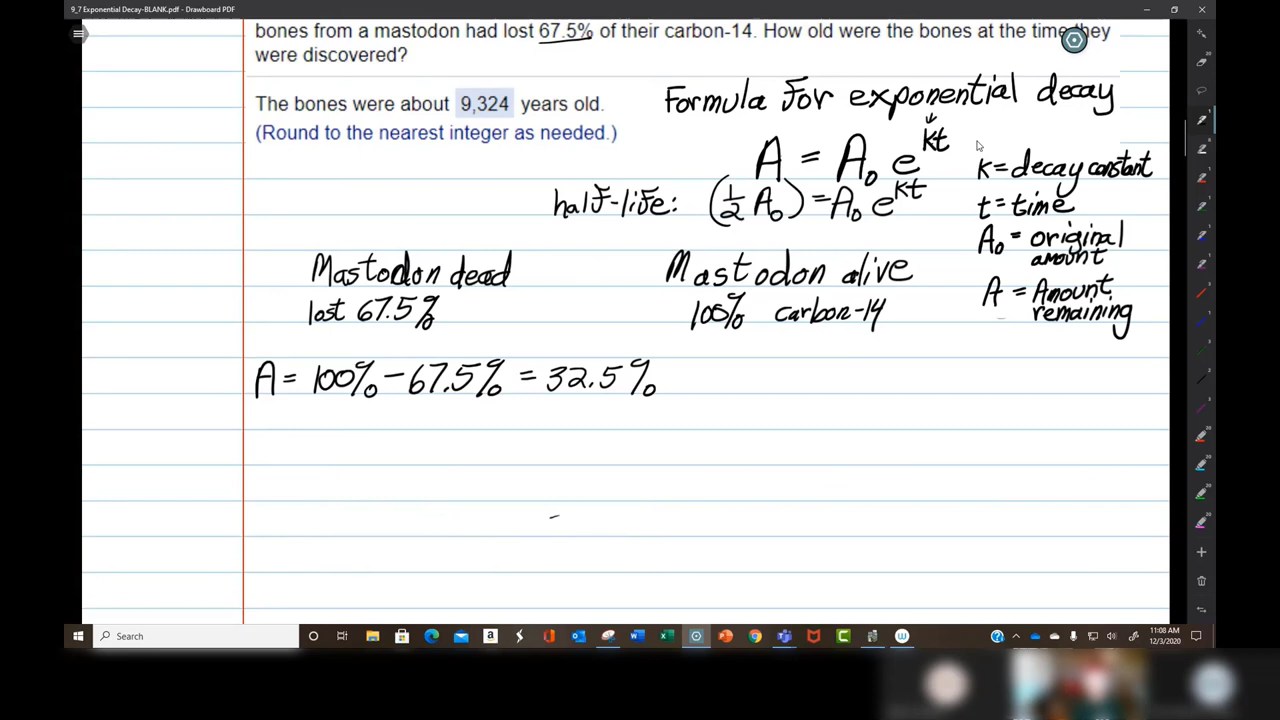 9_7 Exponential Decay-BLANK.pdf - Drawboard PDF
bones from a mastodon had lost 67.5% of their carbon-14. How old were the bones at the time they
were discovered?
The bones were about 9,324 years old.
(Round to the nearest integer as needed.)
Formula for exponential decay
A = A₀ e^kt
half-life: (1/2 A₀) = A₀ e^kt
k = decay constant
t = time
A₀ = original
amount
A = Amount
remaining
Mastodon dead
lost 67.5%
Mastodon alive
100% carbon-14
A = 100% - 67.5% = 32.5%
Search
11:08 AM
12/3/2020